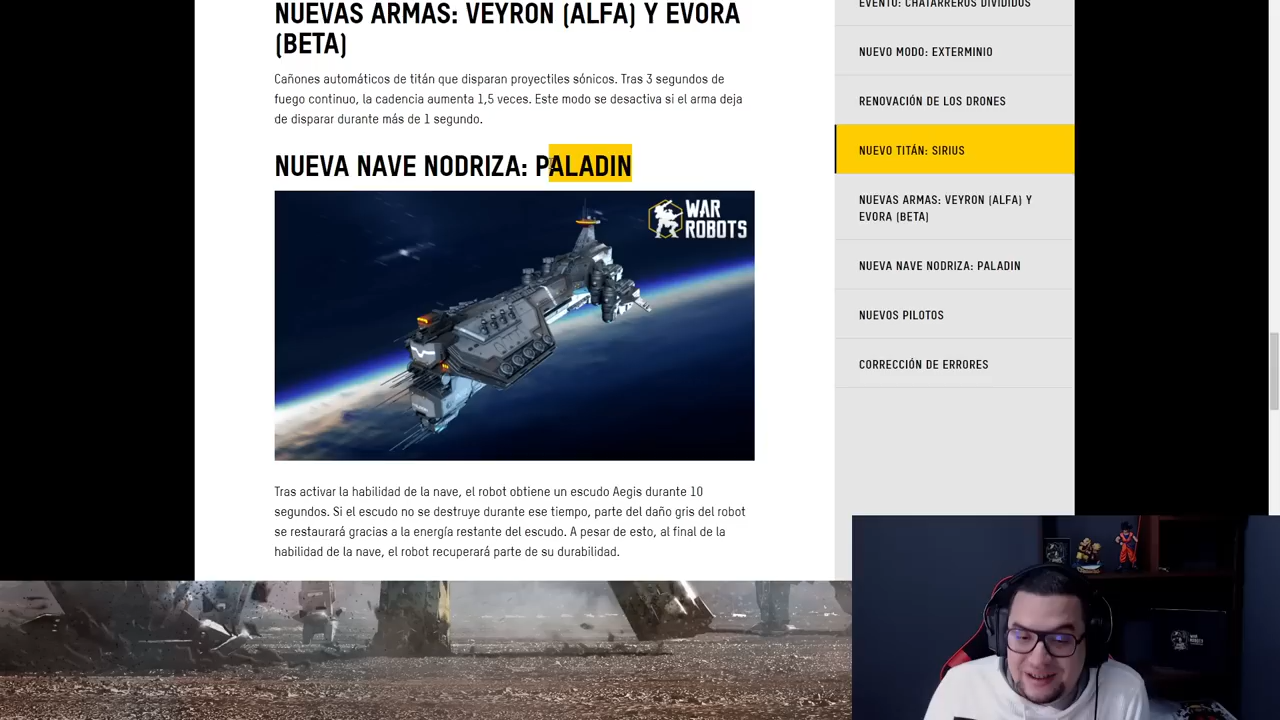 NUEVAS ARMAS: VEYRON (ALFA) Y EVORA
(BETA)
Cañones automáticos de titán que disparan proyectiles sónicos. Tras 3 segundos de
fuego continuo, la cadencia aumenta 1,5 veces. Este modo se desactiva si el arma deja
de disparar durante más de 1 segundo.
NUEVA NAVE NODRIZA: PALADIN
WAR
ROBOTS
Tras activar la habilidad de la nave, el robot obtiene un escudo Aegis durante 10
segundos. Si el escudo no se destruye durante ese tiempo, parte del daño gris del robot
se restaurará gracias a la energía restante del escudo. A pesar de esto, al final de la
habilidad de la nave, el robot recuperará parte de su durabilidad.
EVENTO: CHATARREROS DIVIDIDOS
NUEVO MODO: EXTERMINIO
RENOVACIÓN DE LOS DRONES
NUEVO TITÁN: SIRIUS
NUEVAS ARMAS: VEYRON (ALFA) Y
EVORA (BETA)
NUEVA NAVE NODRIZA: PALADIN
NUEVOS PILOTOS
CORRECCIÓN DE ERRORES
WAR
ROBOTS